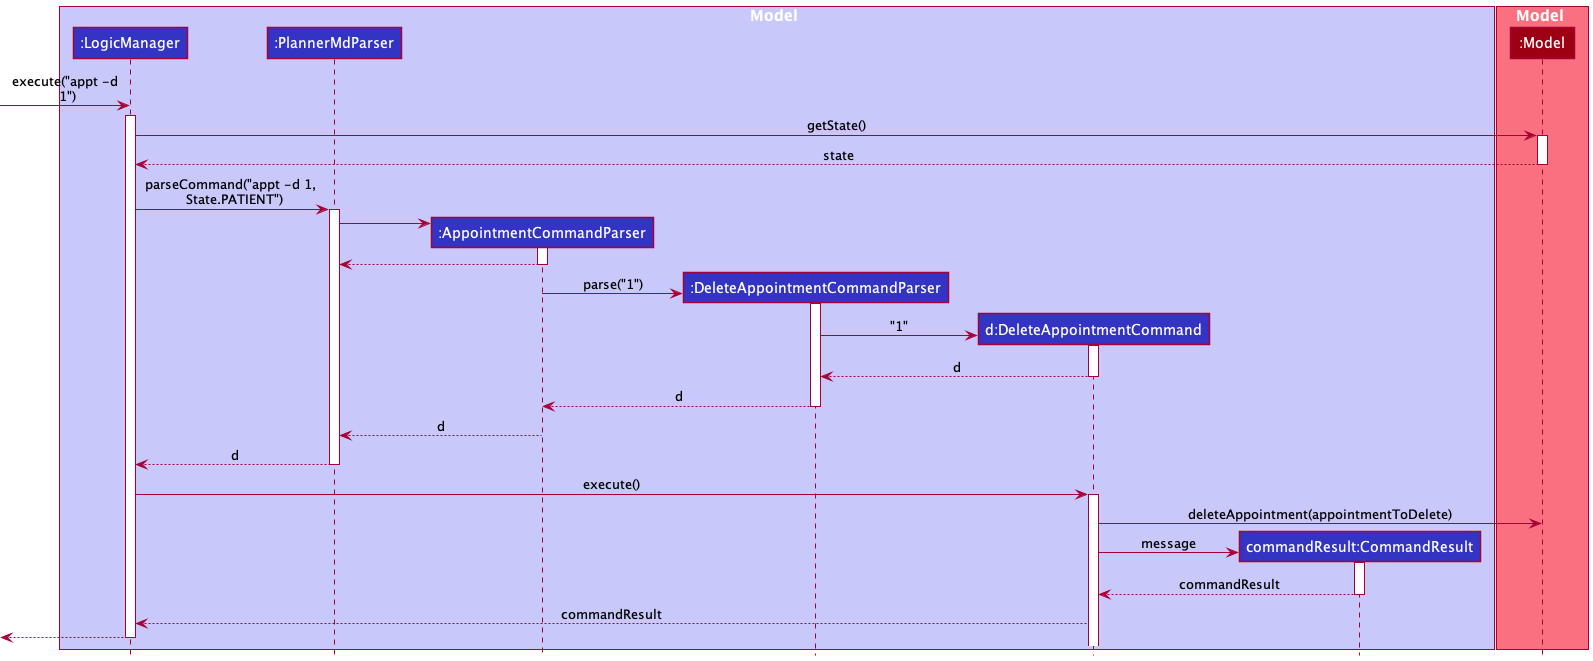 Model
Model
:LogicManager
:PlannerMdParser
:Model
execute("appt -d
1")
getState()
state
parseCommand("appt -d 1,
State.PATIENT")
:AppointmentCommandParser
parse("1")
:DeleteAppointmentCommandParser
"1"
d:DeleteAppointmentCommand
d
d
d
d
execute()
deleteAppointment(appointmentToDelete)
message
commandResult:CommandResult
commandResult
commandResult